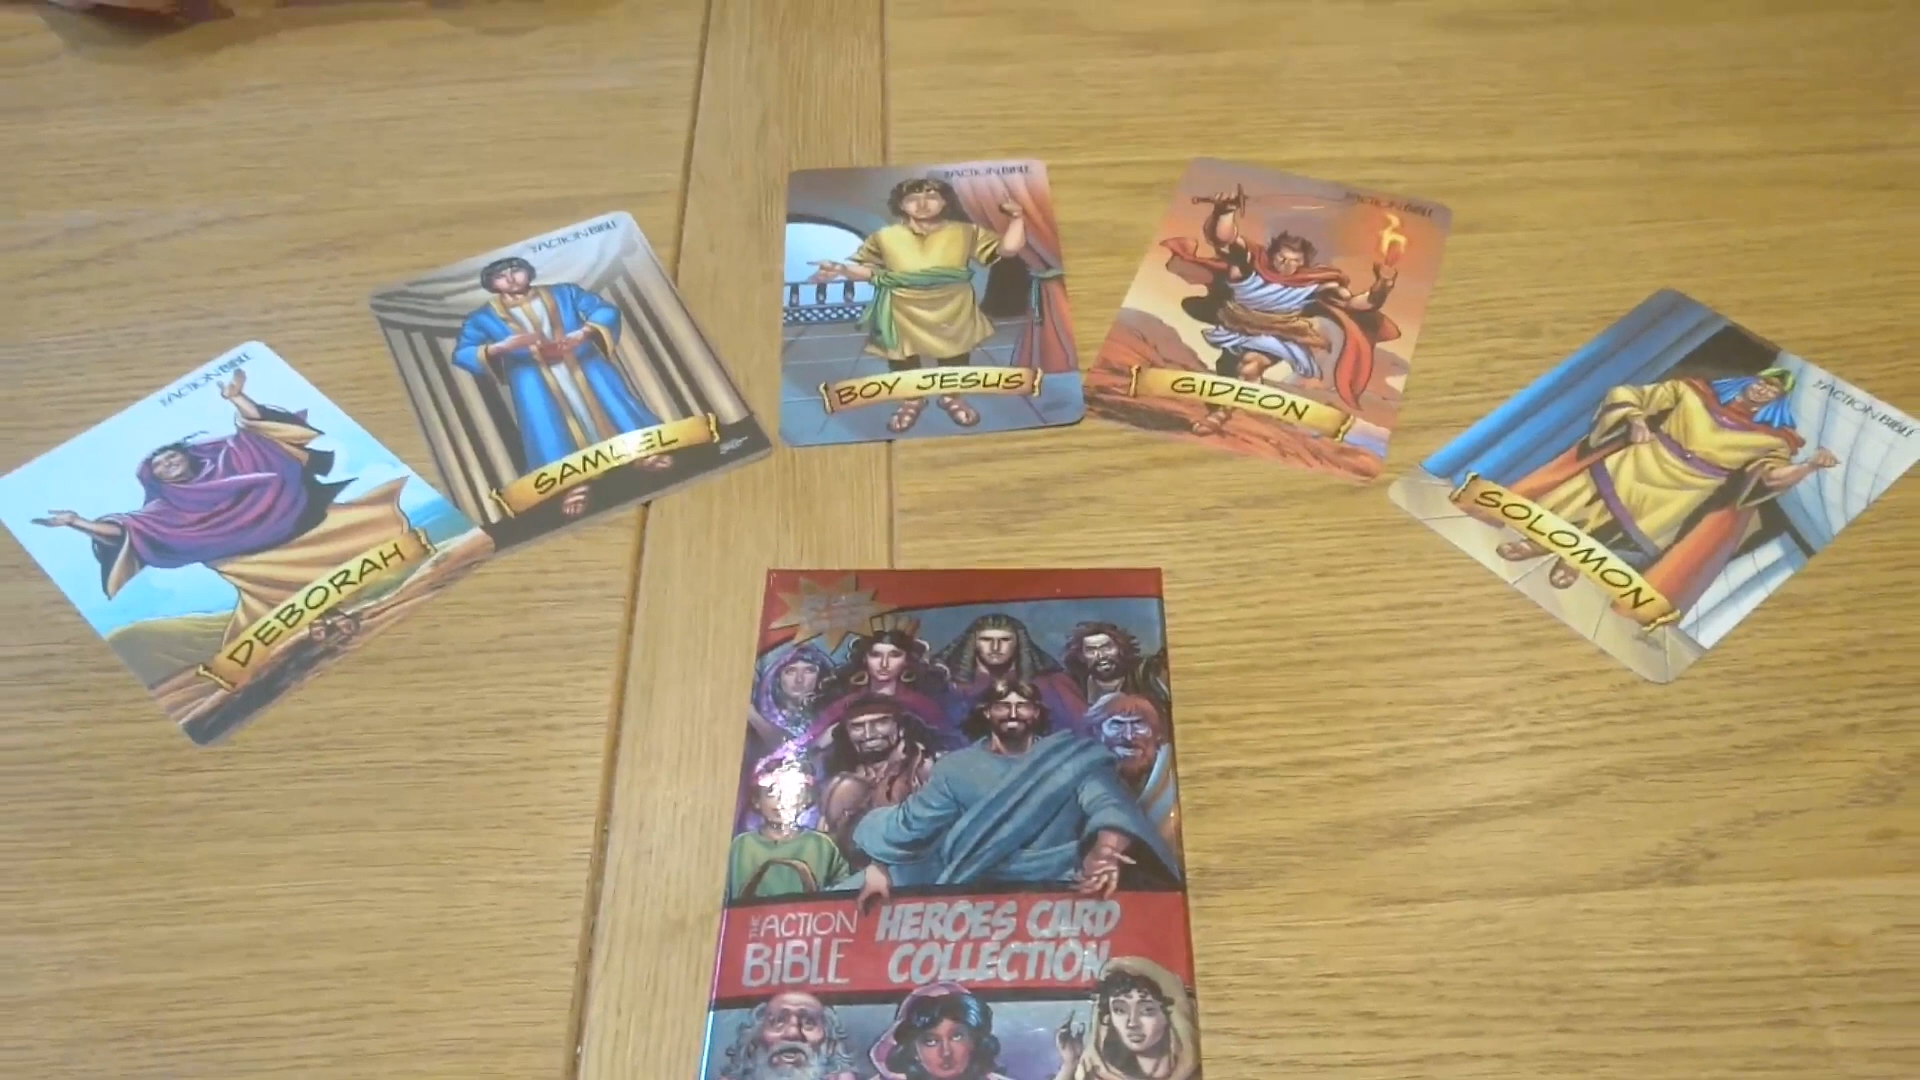 THE ACTION BIBLE
DEBORAH
THE ACTION BIBLE
SAMUEL
THE ACTION BIBLE
BOY JESUS
THE ACTION BIBLE
GIDEON
THE ACTION BIBLE
SOLOMON
THE ACTION
BIBLE
HEROES CARD
COLLECTION